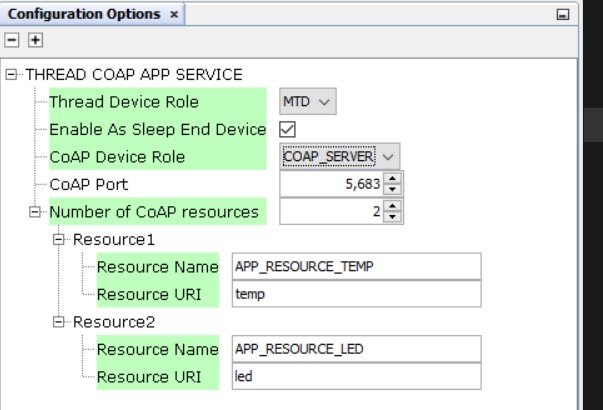 Configuration Options ×
THREAD COAP APP SERVICE
Thread Device Role MTD
Enable As Sleep End Device
CoAP Device Role COAP_SERVER
CoAP Port 5,683
Number of CoAP resources 2
Resource1
Resource Name APP_RESOURCE_TEMP
Resource URI temp
Resource2
Resource Name APP_RESOURCE_LED
Resource URI led